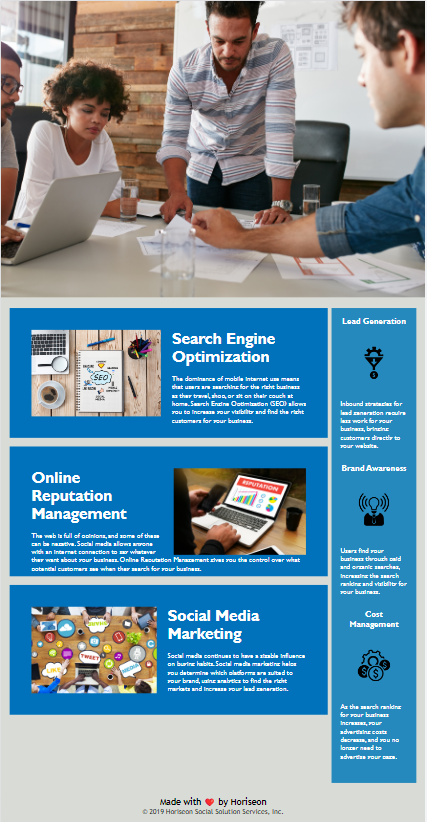 Search Engine
Optimization
The dominance of mobile internet use means
that users are searching for the right business
as they travel, shop, or sit on their couch at
home. Search Engine Optimization (SEO) allows
you to increase your visibility and find the right
customers for your business.
SEO
Online
Reputation
Management
The web is full of opinions, and some of these
can be negative. Social media allows anyone
with an internet connection to say whatever
they want about your business. Online Reputation Management gives you the control over what
potential customers see when they search for your business.
REPUTATION
Social Media
Marketing
Social media continues to have a sizable influence
on buying habits. Social media marketing helps
you determine which platforms are suited to
your brand, using analytics to find the right
markets and increase your lead generation.
TWEET
LIKE
MEDIA
Lead Generation
Inbound strategies for
lead generation require
less work for your
business, bringing
customers directly to
your website.
Brand Awareness
Users find your
business through paid
and organic searches,
increasing the search
ranking and visibility for
your business.
Cost
Management
As the search ranking
for your business
increases, your
advertising costs
decrease, and you no
longer need to
advertise your page.
Made with ❤️ by Horiseon
© 2019 Horiseon Social Solution Services, Inc.